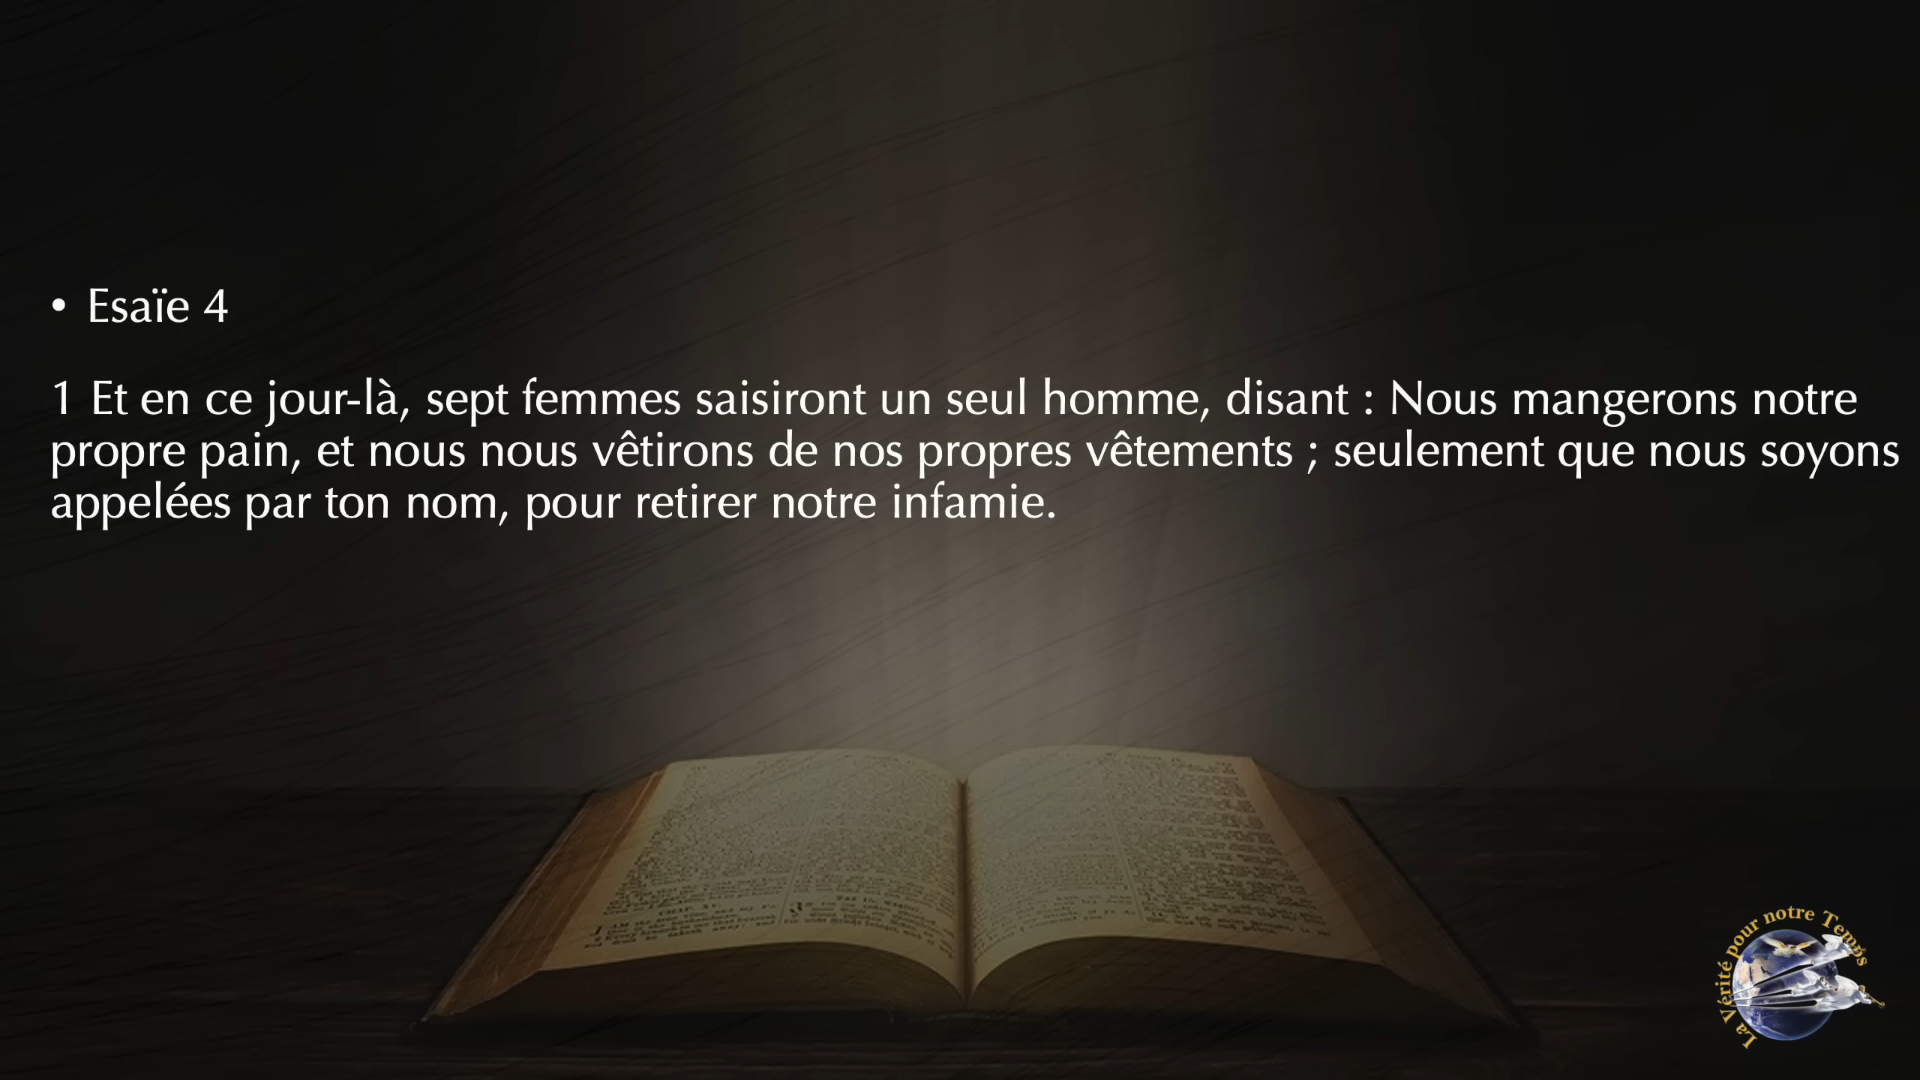 • Esaïe 4
1 Et en ce jour-là, sept femmes saisiront un seul homme, disant : Nous mangerons notre
propre pain, et nous nous vêtirons de nos propres vêtements ; seulement que nous soyons
appelées par ton nom, pour retirer notre infamie.
La Vérité pour notre Temps